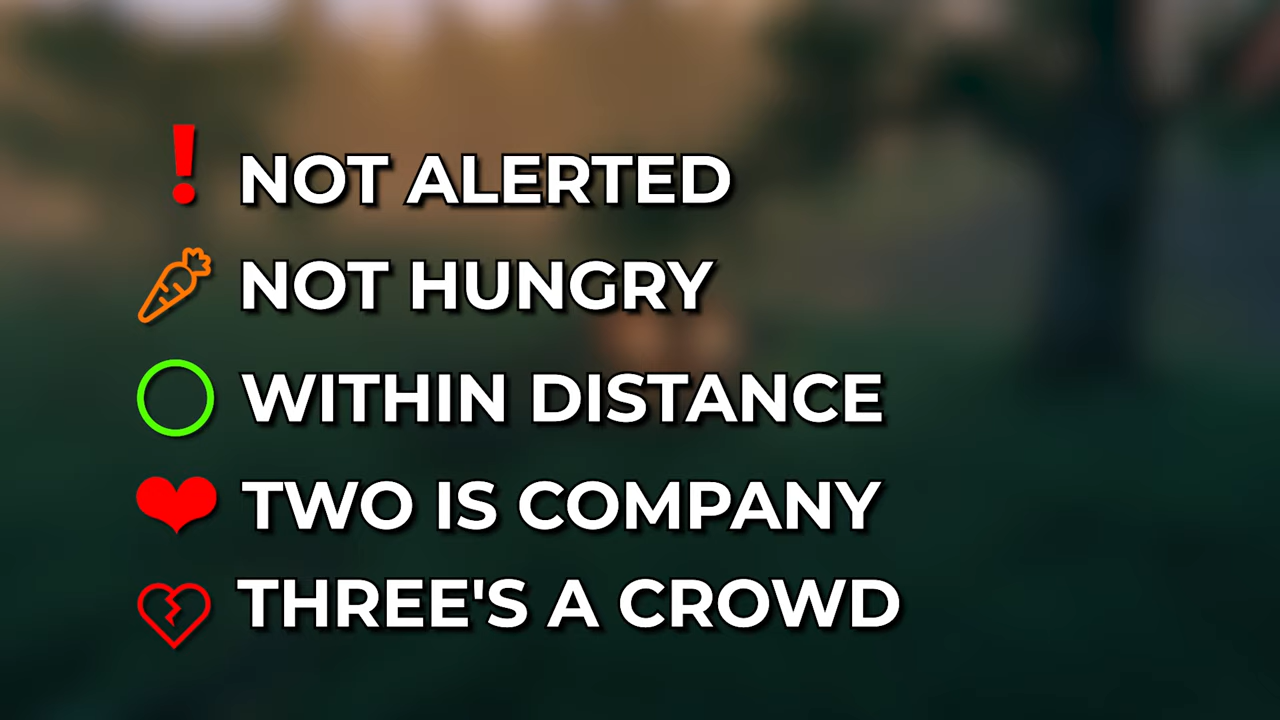 NOT ALERTED
NOT HUNGRY
WITHIN DISTANCE
TWO IS COMPANY
THREE'S A CROWD